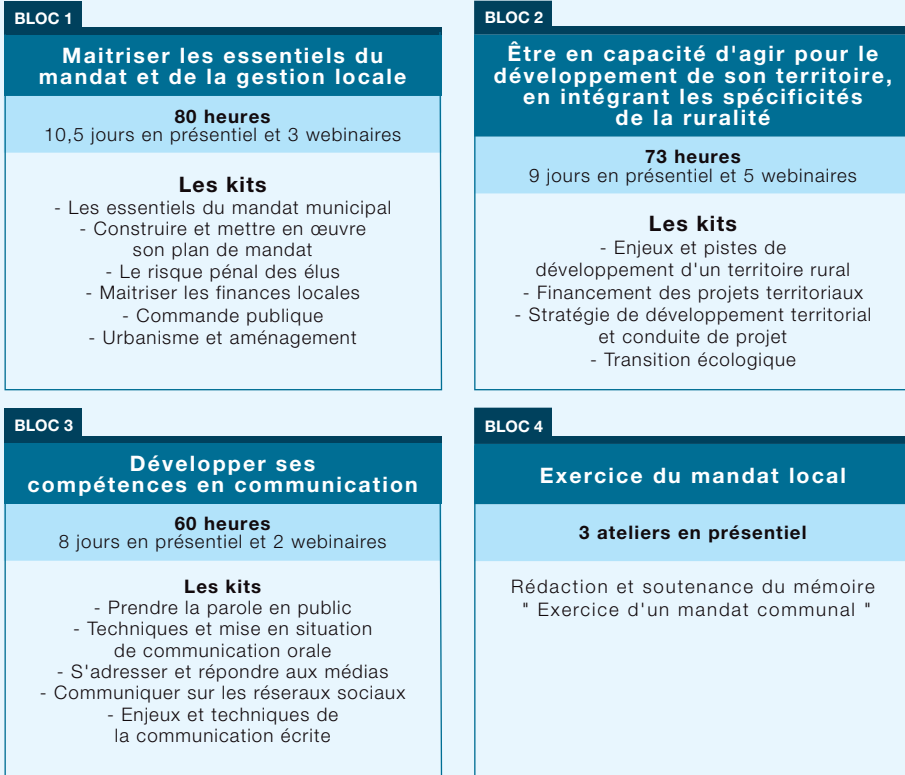 BLOC 1
Maitriser les essentiels du
mandat et de la gestion locale
80 heures
10,5 jours en présentiel et 3 webinaires
Les kits
- Les essentiels du mandat municipal
- Construire et mettre en œuvre
son plan de mandat
- Le risque pénal des élus
- Maitriser les finances locales
- Commande publique
- Urbanisme et aménagement
BLOC 2
Être en capacité d'agir pour le
développement de son territoire,
en intégrant les spécificités
de la ruralité
73 heures
9 jours en présentiel et 5 webinaires
Les kits
- Enjeux et pistes de
développement d'un territoire rural
- Financement des projets territoriaux
- Stratégie de développement territorial
et conduite de projet
- Transition écologique
BLOC 3
Développer ses
compétences en communication
60 heures
8 jours en présentiel et 2 webinaires
Les kits
- Prendre la parole en public
- Techniques et mise en situation
de communication orale
- S'adresser et répondre aux médias
- Communiquer sur les réseraux sociaux
- Enjeux et techniques de
la communication écrite
BLOC 4
Exercice du mandat local
3 ateliers en présentiel
Rédaction et soutenance du mémoire
" Exercice d'un mandat communal "